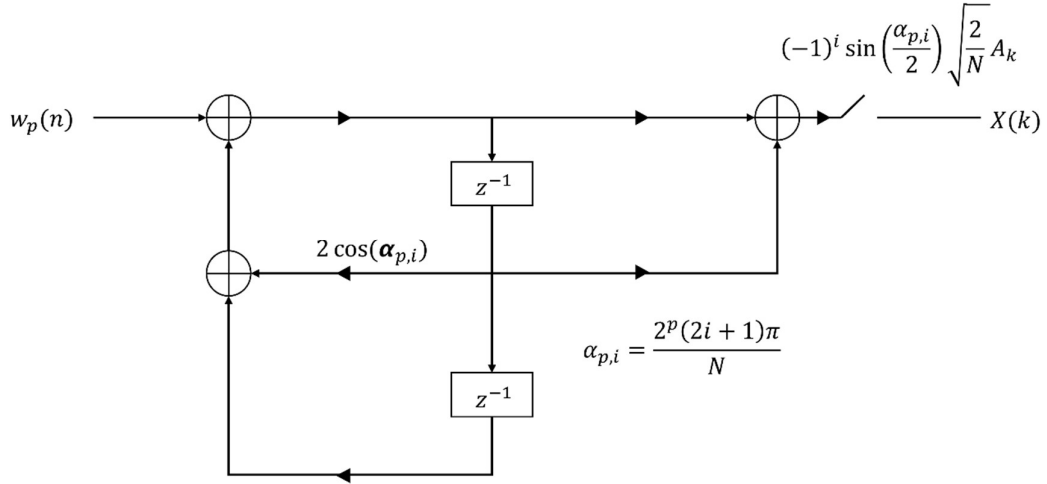 (-1)^i sin(α_{p,i}/2) √(2/N) A_k
w_p(n)
X(k)
z^{-1}
2 cos(α_{p,i})
α_{p,i} = 2^p(2i + 1)π/N
z^{-1}